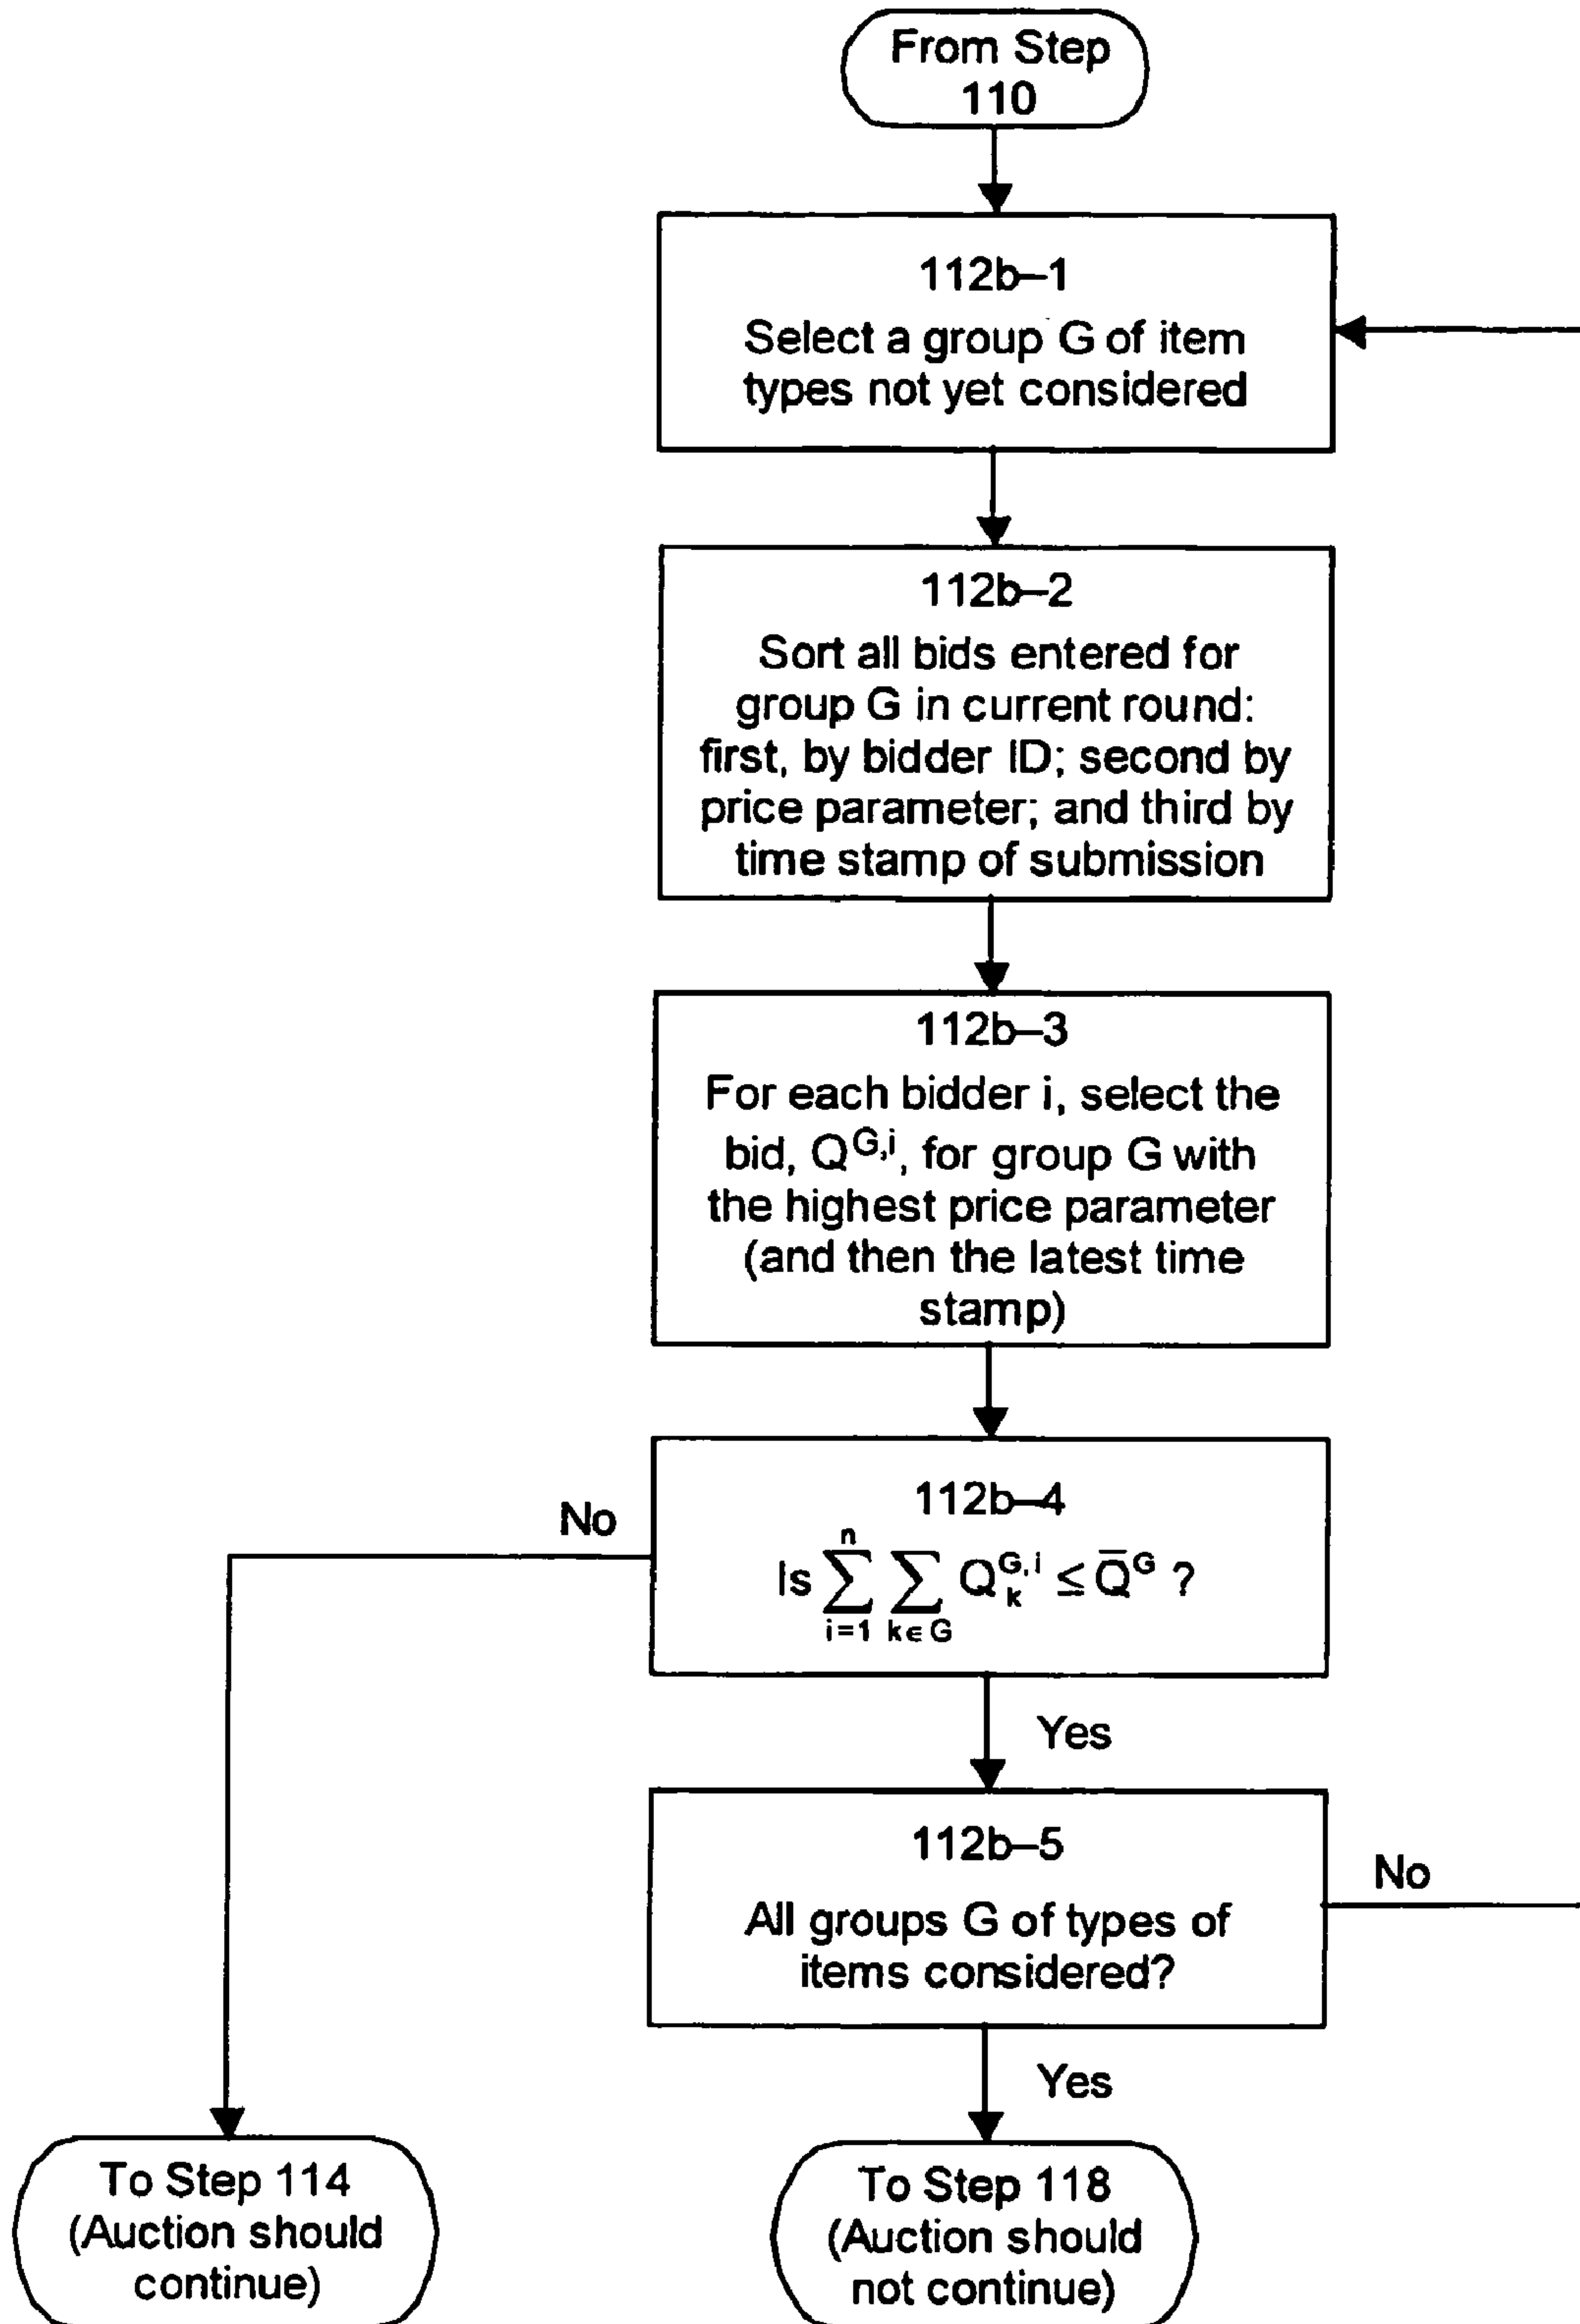 From Step
110
112b–1
Select a group G of item
types not yet considered
112b–2
Sort all bids entered for
group G in current round:
first, by bidder ID; second by
price parameter; and third by
time stamp of submission
112b–3
For each bidder i, select the
bid, Q^{G,i}, for group G with
the highest price parameter
(and then the latest time
stamp)
112b–4
No
Is \sum_{i=1}^{n} \sum_{k∈G} Q_k^{G,i} ≤ \overline{Q}^G ?
Yes
112b–5
No
All groups G of types of
items considered?
Yes
To Step 114
(Auction should
continue)
To Step 118
(Auction should
not continue)